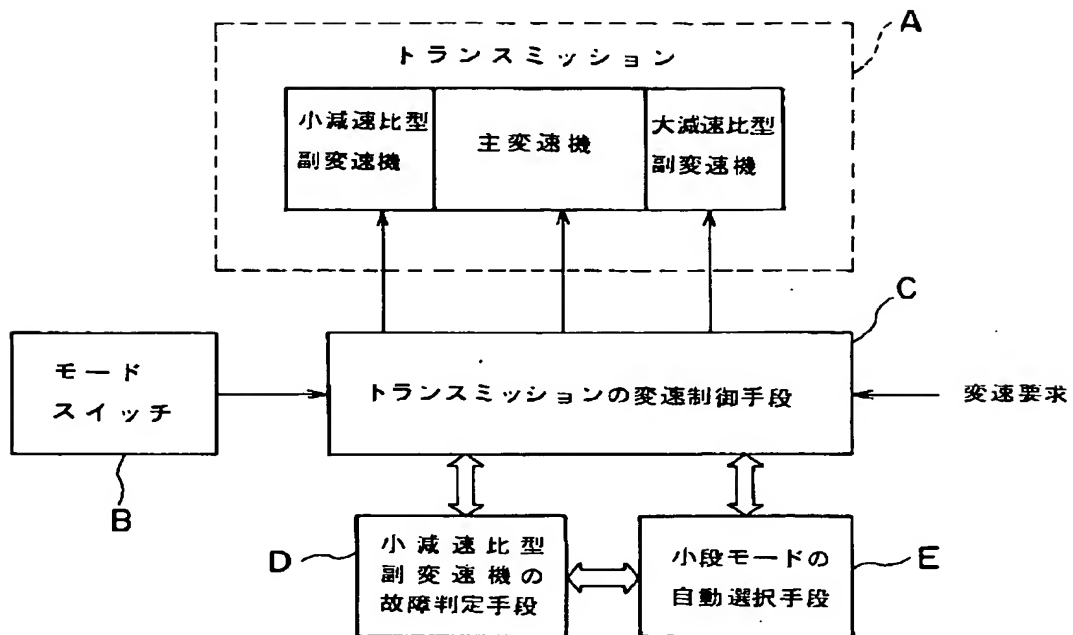 A
トランスミッション
小減速比型
副変速機
主変速機
大減速比型
副変速機
C
モード
スイッチ
トランスミッションの変速制御手段
変速要求
B
D
小減速比型
副変速機の
故障判定手段
小段モードの
自動選択手段
E